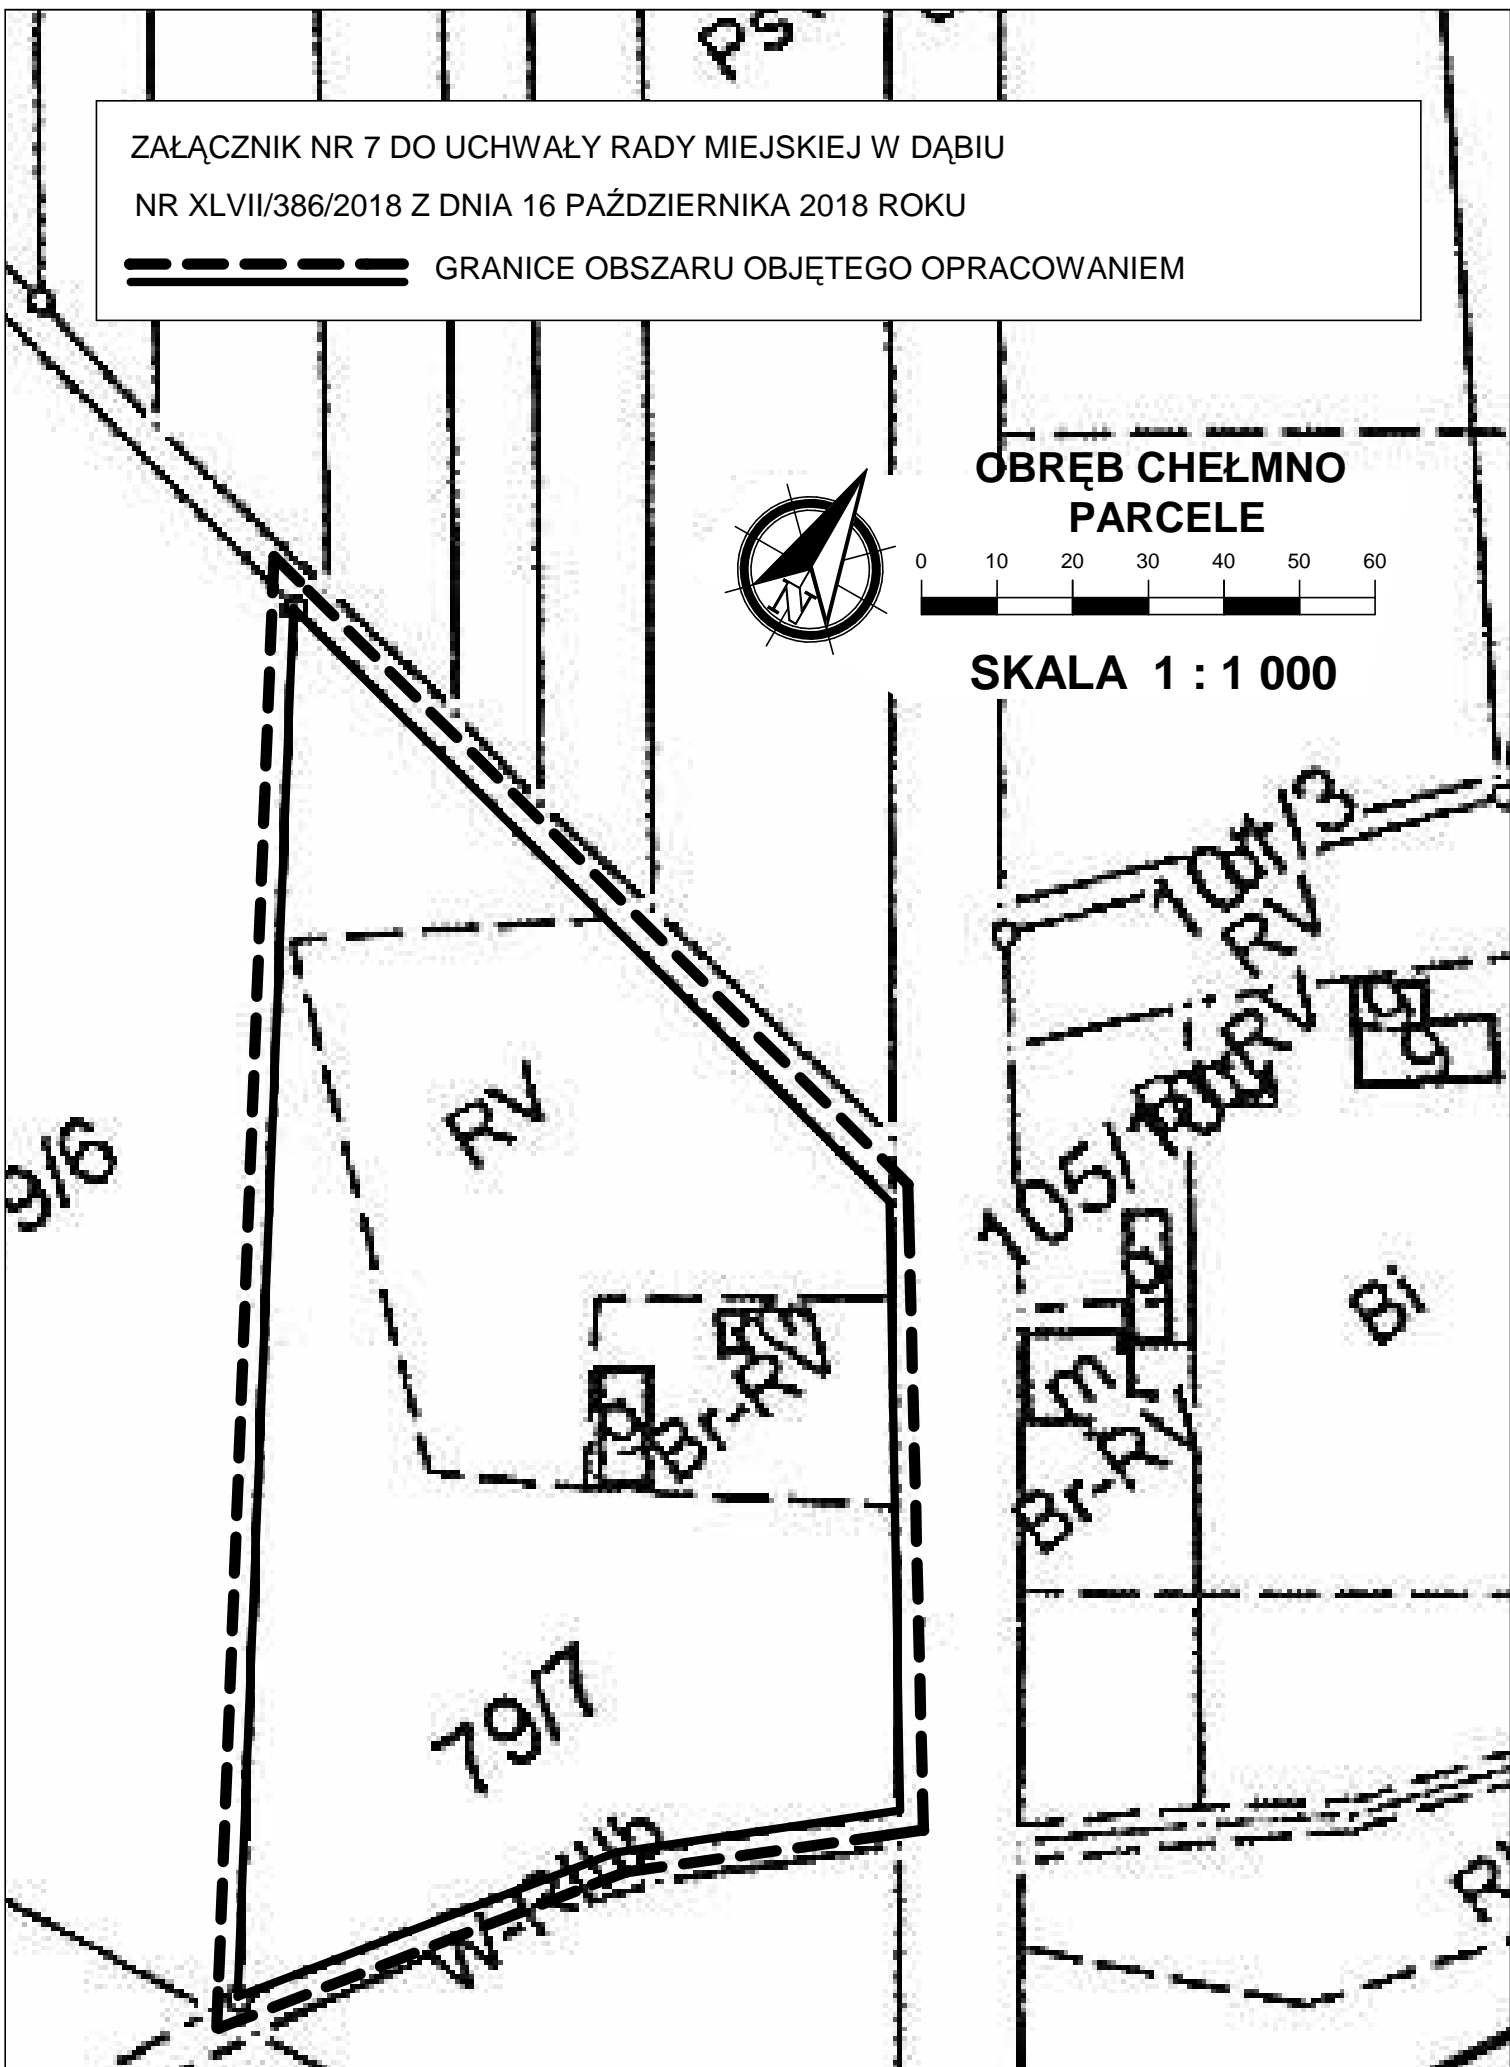 Ps
ZAŁĄCZNIK NR 7 DO UCHWAŁY RADY MIEJSKIEJ W DĄBIU
NR XLVII/386/2018 Z DNIA 16 PAŹDZIERNIKA 2018 ROKU
GRANICE OBSZARU OBJĘTEGO OPRACOWANIEM
OBRĘB CHEŁMNO
PARCELE
0 10 20 30 40 50 60
N
SKALA 1 : 1 000
RV
RV
RV
9/6
105/
Bi
m
Br-RV
Br-RV
79/7